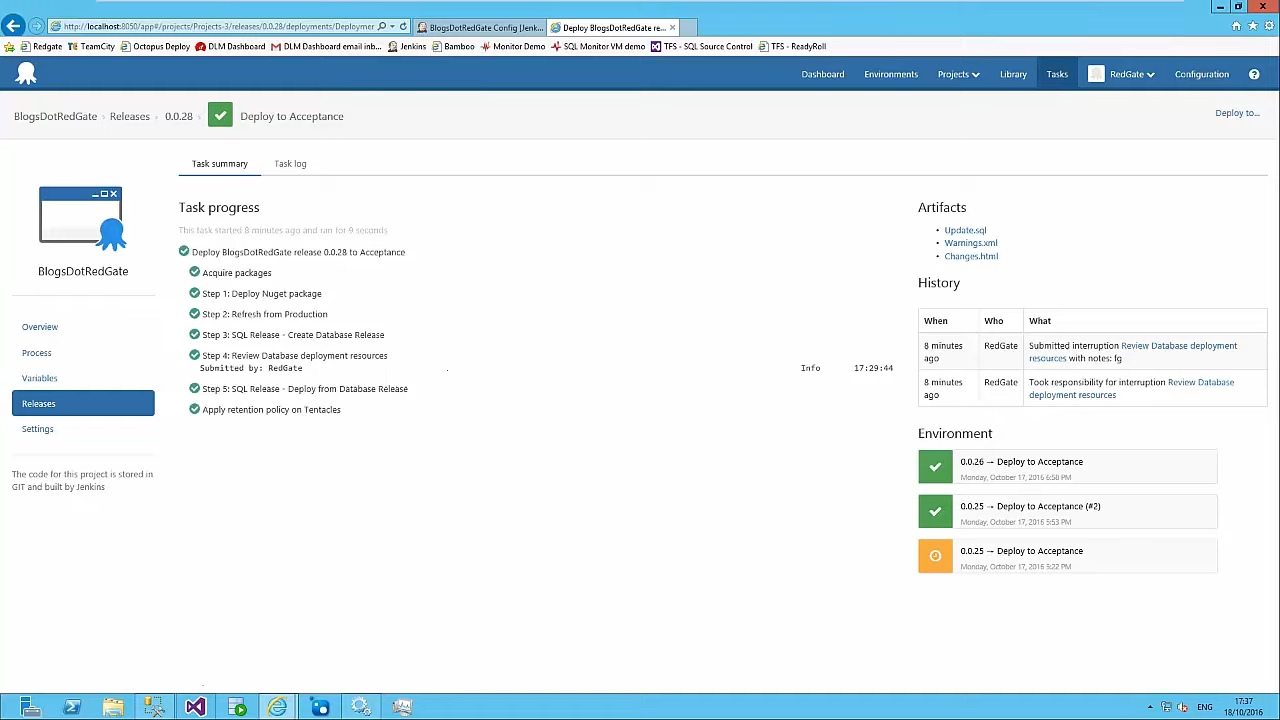 http://localhost:8050/app#/projects/Projects-3/releases/0.0.28/deployments/Deploymer
BlogsDotRedGate Config [Jenk...
Deploy BlogsDotRedGate re...
Redgate
TeamCity
Octopus Deploy
DLM Dashboard
DLM Dashboard email inb...
Jenkins
Bamboo
Monitor Demo
SQL Monitor VM demo
TFS - SQL Source Control
TFS - ReadyRoll
Dashboard
Environments
Projects
Library
Tasks
RedGate
Configuration
BlogsDotRedGate › Releases › 0.0.28 › Deploy to Acceptance
Deploy to...
BlogsDotRedGate
Overview
Process
Variables
Releases
Settings
The code for this project is stored in
GIT and built by Jenkins
Task summary
Task log
Task progress
This task started 8 minutes ago and ran for 9 seconds
Deploy BlogsDotRedGate release 0.0.28 to Acceptance
Acquire packages
Step 1: Deploy Nuget package
Step 2: Refresh from Production
Step 3: SQL Release - Create Database Release
Step 4: Review Database deployment resources
Submitted by: RedGate Info 17:29:44
Step 5: SQL Release - Deploy from Database Release
Apply retention policy on Tentacles
Artifacts
Update.sql
Warnings.xml
Changes.html
History
When Who What
8 minutes RedGate Submitted interruption Review Database deployment
ago resources with notes: fg
8 minutes RedGate Took responsibility for interruption Review Database
ago deployment resources
Environment
0.0.26 → Deploy to Acceptance
Monday, October 17, 2016 6:50 PM
0.0.25 → Deploy to Acceptance (#2)
Monday, October 17, 2016 5:53 PM
0.0.25 → Deploy to Acceptance
Monday, October 17, 2016 5:22 PM
ENG
17:37
18/10/2016